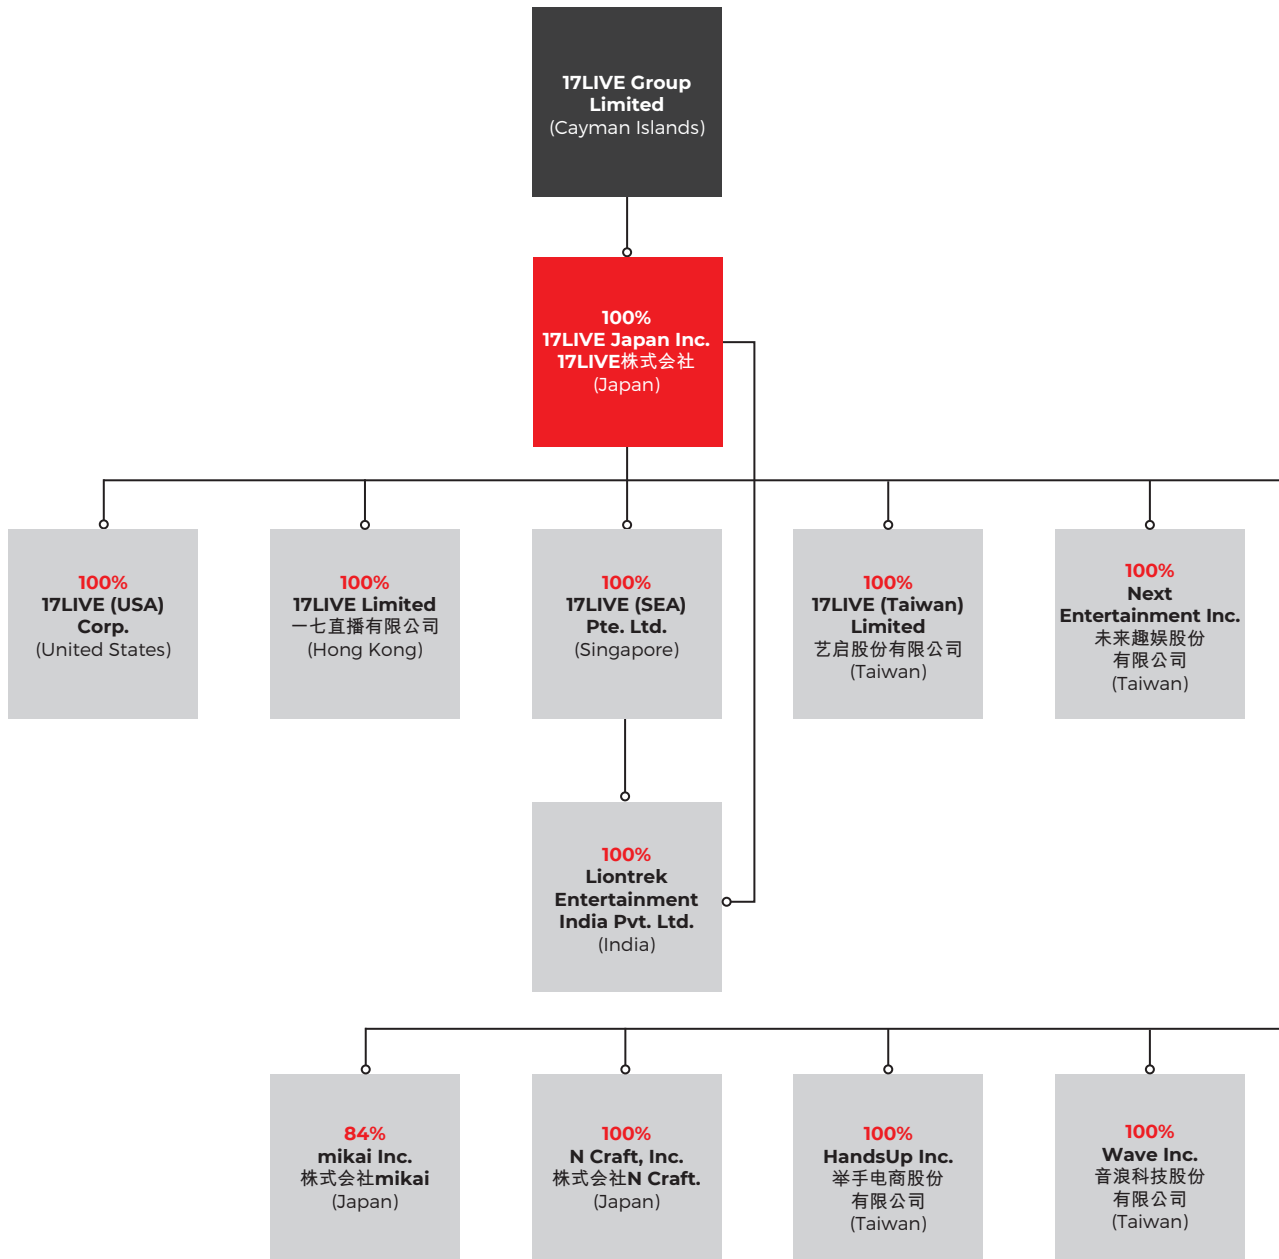 17LIVE Group
Limited
(Cayman Islands)
100%
17LIVE Japan Inc.
17LIVE株式会社
(Japan)
100%
17LIVE (USA)
Corp.
(United States)
100%
17LIVE Limited
一七直播有限公司
(Hong Kong)
100%
17LIVE (SEA)
Pte. Ltd.
(Singapore)
100%
17LIVE (Taiwan)
Limited
艺启股份有限公司
(Taiwan)
100%
Next
Entertainment Inc.
未来趣娱股份
有限公司
(Taiwan)
100%
Liontrek
Entertainment
India Pvt. Ltd.
(India)
84%
mikai Inc.
株式会社mikai
(Japan)
100%
N Craft, Inc.
株式会社N Craft.
(Japan)
100%
HandsUp Inc.
举手电商股份
有限公司
(Taiwan)
100%
Wave Inc.
音浪科技股份
有限公司
(Taiwan)